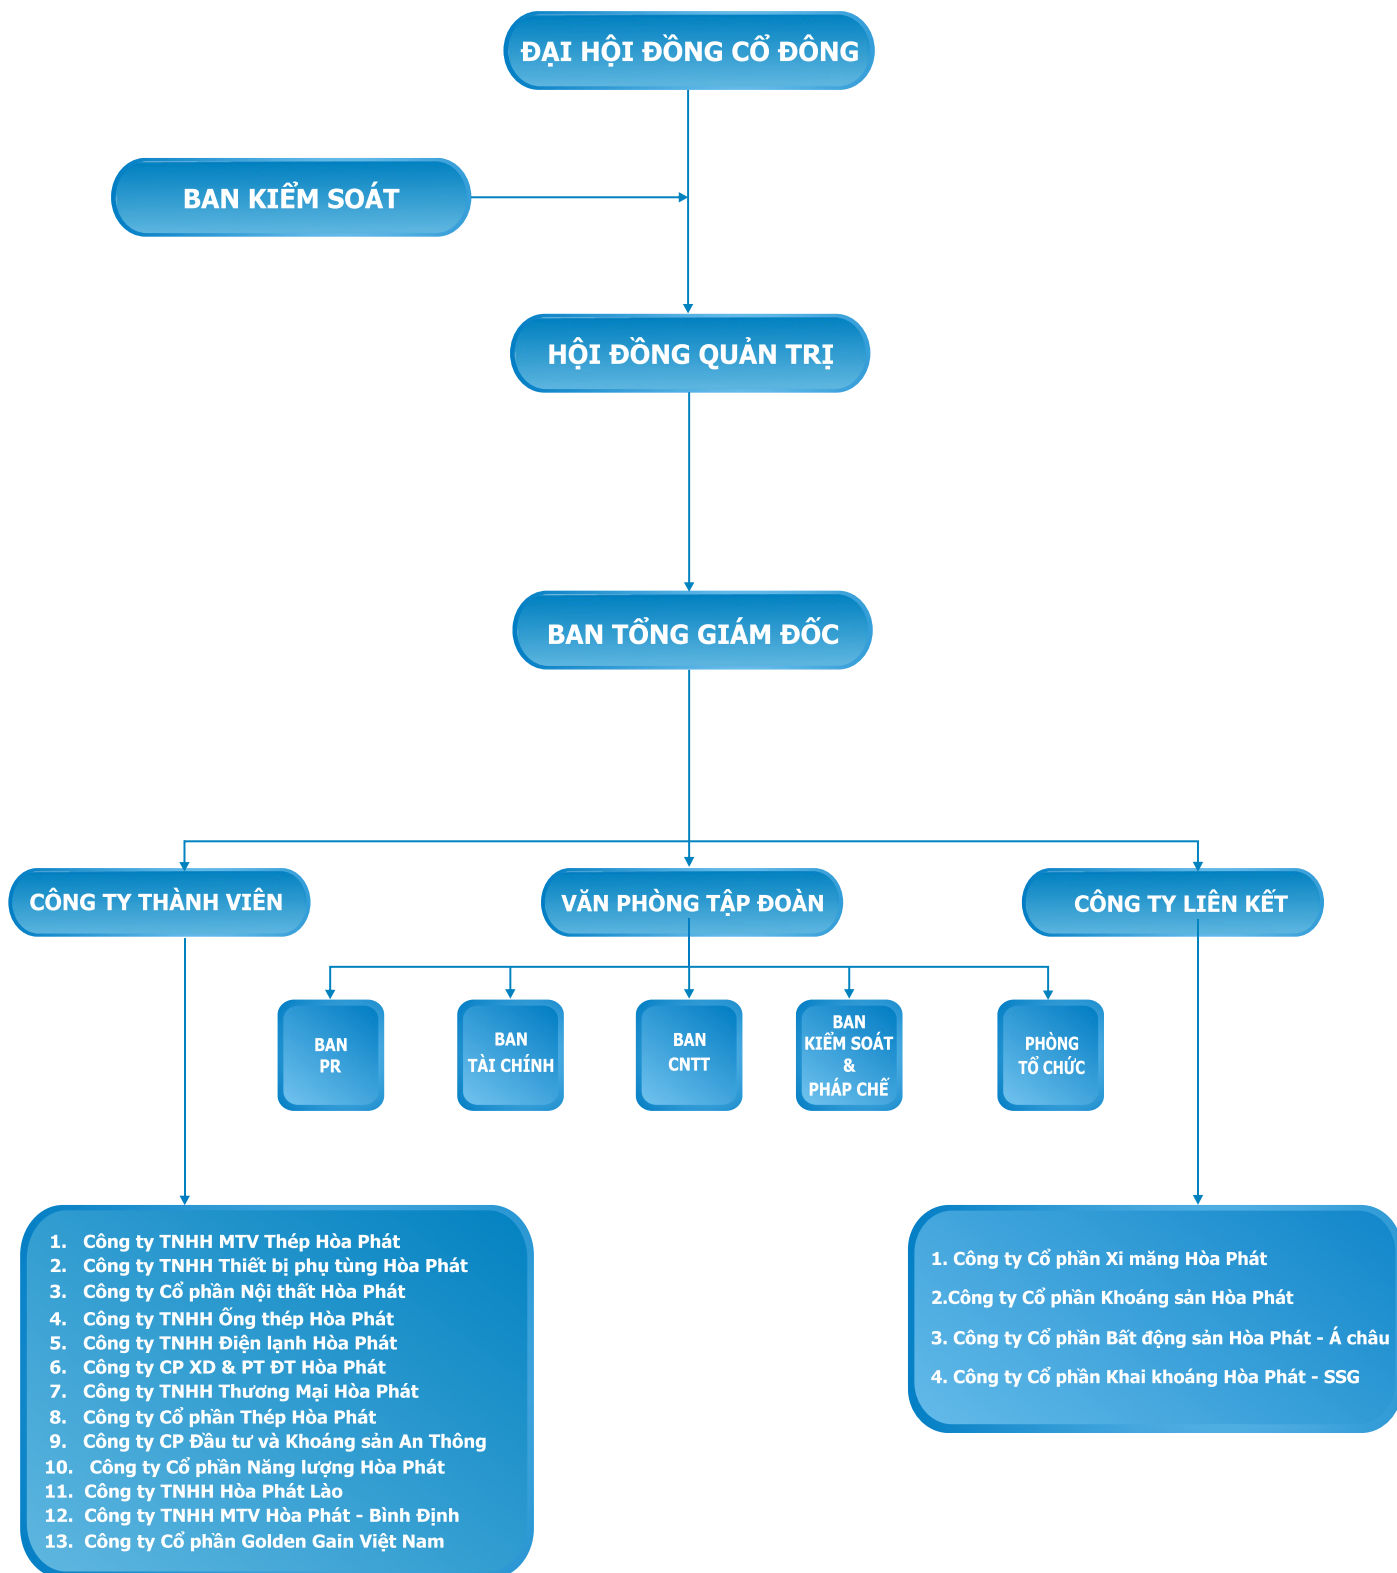 ĐẠI HỘI ĐỒNG CỔ ĐÔNG
BAN KIỂM SOÁT
HỘI ĐỒNG QUẢN TRỊ
BAN TỔNG GIÁM ĐỐC
CÔNG TY THÀNH VIÊN
VĂN PHÒNG TẬP ĐOÀN
CÔNG TY LIÊN KẾT
BAN
PR
BAN
TÀI CHÍNH
BAN
CNTT
BAN
KIỂM SOÁT
&
PHÁP CHẾ
PHÒNG
TỔ CHỨC
1. Công ty TNHH MTV Thép Hòa Phát
2. Công ty TNHH Thiết bị phụ tùng Hòa Phát
3. Công ty Cổ phần Nội thất Hòa Phát
4. Công ty TNHH Ống thép Hòa Phát
5. Công ty TNHH Điện lạnh Hòa Phát
6. Công ty CP XD & PT ĐT Hòa Phát
7. Công ty TNHH Thương Mại Hòa Phát
8. Công ty Cổ phần Thép Hòa Phát
9. Công ty CP Đầu tư và Khoáng sản An Thông
10. Công ty Cổ phần Năng lượng Hòa Phát
11. Công ty TNHH Hòa Phát Lào
12. Công ty TNHH MTV Hòa Phát - Bình Định
13. Công ty Cổ phần Golden Gain Việt Nam
1. Công ty Cổ phần Xi măng Hòa Phát
2.Công ty Cổ phần Khoáng sản Hòa Phát
3. Công ty Cổ phần Bất động sản Hòa Phát - Á châu
4. Công ty Cổ phần Khai khoáng Hòa Phát - SSG